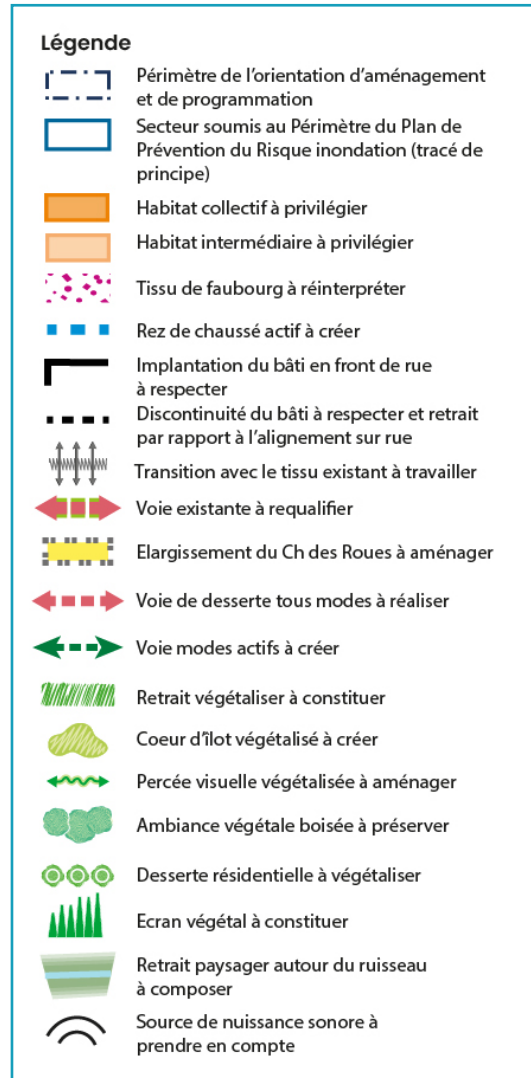 Légende
Périmètre de l'orientation d'aménagement
et de programmation
Secteur soumis au Périmètre du Plan de
Prévention du Risque inondation (tracé de
principe)
Habitat collectif à privilégier
Habitat intermédiaire à privilégier
Tissu de faubourg à réinterpréter
Rez de chaussé actif à créer
Implantation du bâti en front de rue
à respecter
Discontinuité du bâti à respecter et retrait
par rapport à l'alignement sur rue
Transition avec le tissu existant à travailler
Voie existante à requalifier
Elargissement du Ch des Roues à aménager
Voie de desserte tous modes à réaliser
Voie modes actifs à créer
Retrait végétaliser à constituer
Coeur d'îlot végétalisé à créer
Percée visuelle végétalisée à aménager
Ambiance végétale boisée à préserver
Desserte résidentielle à végétaliser
Ecran végétal à constituer
Retrait paysager autour du ruisseau
à composer
Source de nuissance sonore à
prendre en compte